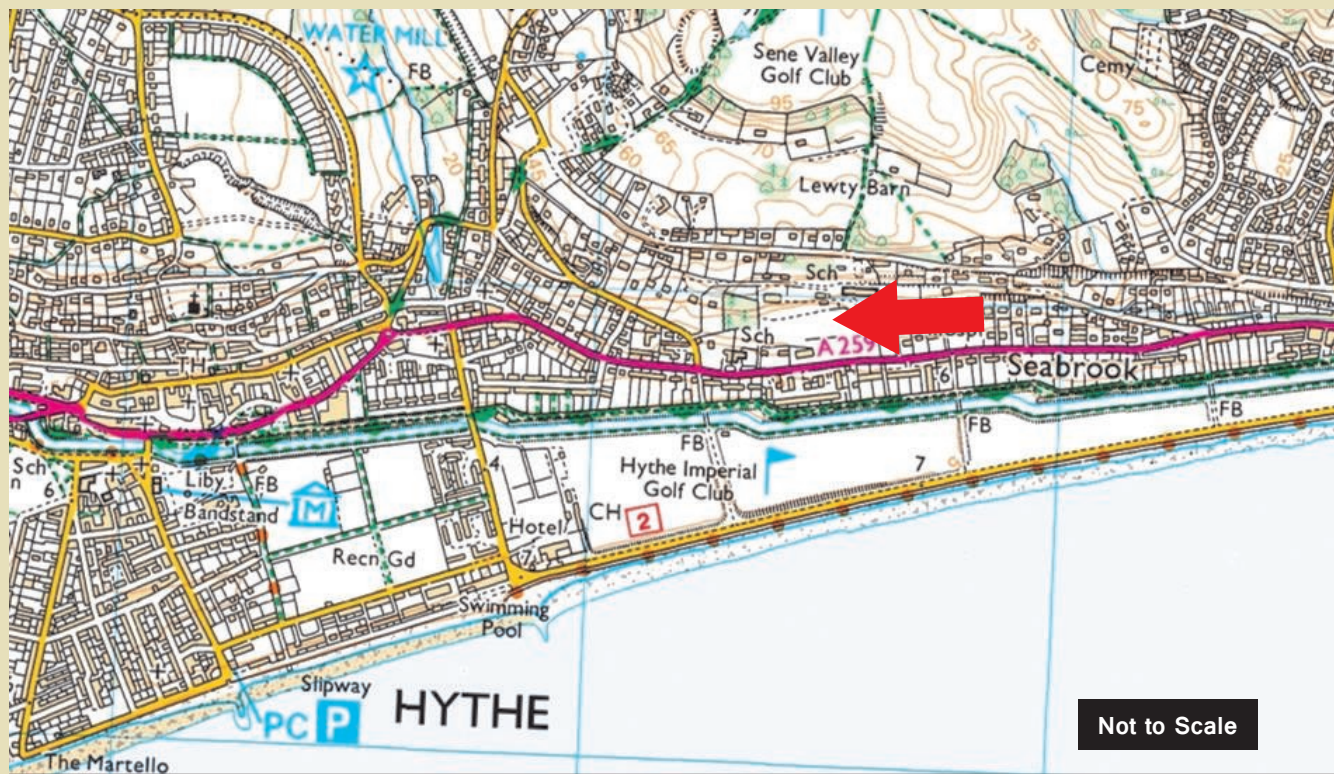 WATER MILL
FB
Sene Valley
Golf Club
Cemy
75
95
75
65
70
60
45
20
25
Lewty Barn
Sch
Sch
A 259
Seabrook
6
TH
FB
FB
FB
Hythe Imperial
Golf Club
7
Sch
6
Liby
FB
Bandstand
M
4
Hotel
CH
2
Recn Gd
7
Swimming
Pool
Slipway
HYTHE
PC P
The Martello
Not to Scale